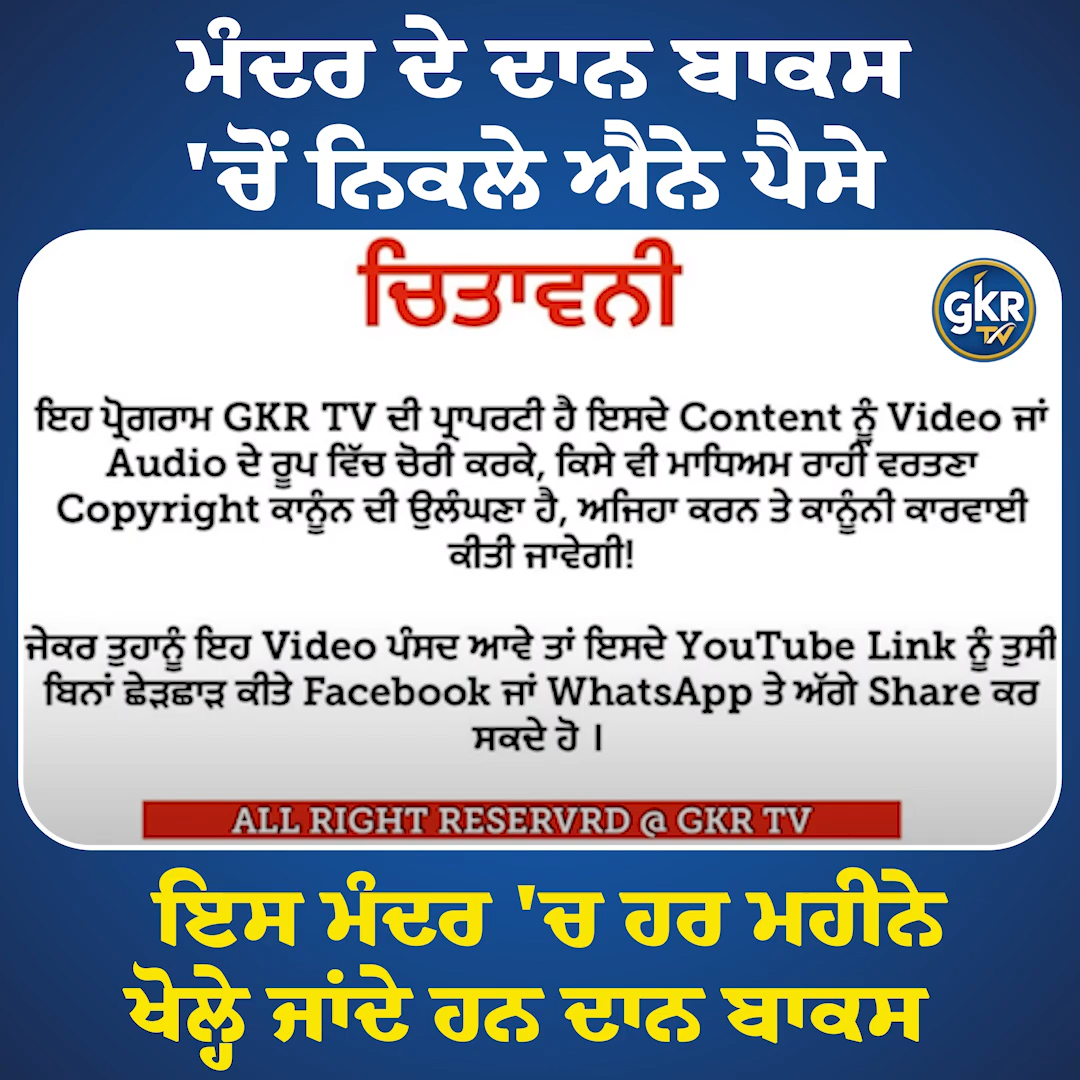 ਮੰਦਰ ਦੇ ਦਾਨ ਬਾਕਸ
'ਚੋਂ ਨਿਕਲੇ ਐਨੇ ਪੈਸੇ
ਚਿਤਾਵਨੀ
GKR
TV
ਇਹ ਪ੍ਰੋਗਰਾਮ GKR TV ਦੀ ਪ੍ਰਾਪਰਟੀ ਹੈ ਇਸਦੇ Content ਨੂੰ Video ਜਾਂ
Audio ਦੇ ਰੂਪ ਵਿੱਚ ਚੋਰੀ ਕਰਕੇ, ਕਿਸੇ ਵੀ ਮਾਧਿਅਮ ਰਾਹੀਂ ਵਰਤਣਾ
Copyright ਕਾਨੂੰਨ ਦੀ ਉਲੰਘਣਾ ਹੈ, ਅਜਿਹਾ ਕਰਨ ਤੇ ਕਾਨੂੰਨੀ ਕਾਰਵਾਈ
ਕੀਤੀ ਜਾਵੇਗੀ!
ਜੇਕਰ ਤੁਹਾਨੂੰ ਇਹ Video ਪੰਸਦ ਆਵੇ ਤਾਂ ਇਸਦੇ YouTube Link ਨੂੰ ਤੁਸੀ
ਬਿਨਾਂ ਛੇੜਛਾੜ ਕੀਤੇ Facebook ਜਾਂ WhatsApp ਤੇ ਅੱਗੇ Share ਕਰ
ਸਕਦੇ ਹੋ ।
ALL RIGHT RESERVRD @ GKR TV
ਇਸ ਮੰਦਰ 'ਚ ਹਰ ਮਹੀਨੇ
ਖੋਲ੍ਹੇ ਜਾਂਦੇ ਹਨ ਦਾਨ ਬਾਕਸ